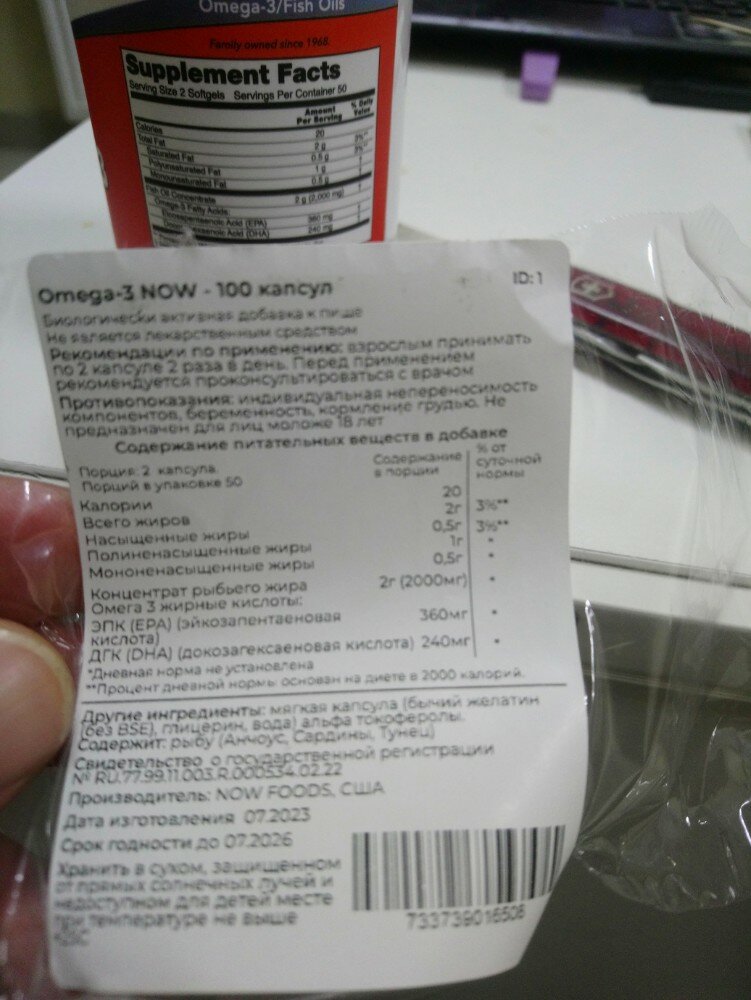 Omega-3/Fish Oils
Family owned since 1968.
Supplement Facts
Serving Size 2 Softgels Servings Per Container 50
Amount Per Serving
% Daily Value
Calories 20
Total Fat 2 g 3%**
Saturated Fat 0.5 g 3%**
Polyunsaturated Fat 1 g †
Monounsaturated Fat 0.5 g †
Fish Oil Concentrate 2 g (2,000 mg) †
Omega-3 Fatty Acids:
Eicosapentaenoic Acid (EPA) 360 mg †
Acid (DHA) 240 mg †
Omega-3 NOW - 100 капсул
ID: 1
Биологически активная добавка к пище
Не является лекарственным средством
Рекомендации по применению: взрослым принимать
по 2 капсуле 2 раза в день. Перед применением
рекомендуется проконсультироваться с врачом
Противопоказания: индивидуальная непереносимость
компонентов, беременность, кормление грудью. Не
предназначен для лиц моложе 18 лет
Содержание питательных веществ в добавке
Порция: 2 капсула.
Порций в упаковке 50
Содержание
в порции
% от
суточной
нормы
Калории 20
Всего жиров 2г 3%**
Насыщенные жиры 0,5г 3%**
Полиненасыщенные жиры 1г *
Мононенасыщенные жиры 0,5г *
Концентрат рыбьего жира 2г (2000мг) *
Омега 3 жирные кислоты:
ЭПК (EPA) (эйкозапентаеновая 360мг *
кислота)
ДГК (DHA) (докозагексаеновая кислота) 240мг *
*Дневная норма не установлена
**Процент дневной нормы основан на диете в 2000 калорий.
Другие ингредиенты: мягкая капсула (бычий желатин
(без BSE), глицерин, вода) альфа токоферолы.
Содержит: рыбу (Анчоус, Сардины, Тунец)
Свидетельство о государственной регистрации
№ RU.77.99.11.003.R.000534.02.22
Производитель: NOW FOODS, США
Дата изготовления 07.2023
Срок годности до 07.2026
Хранить в сухом, защищенном
от прямых солнечных лучей и
недоступном для детей месте
при температуре не выше
733739016508